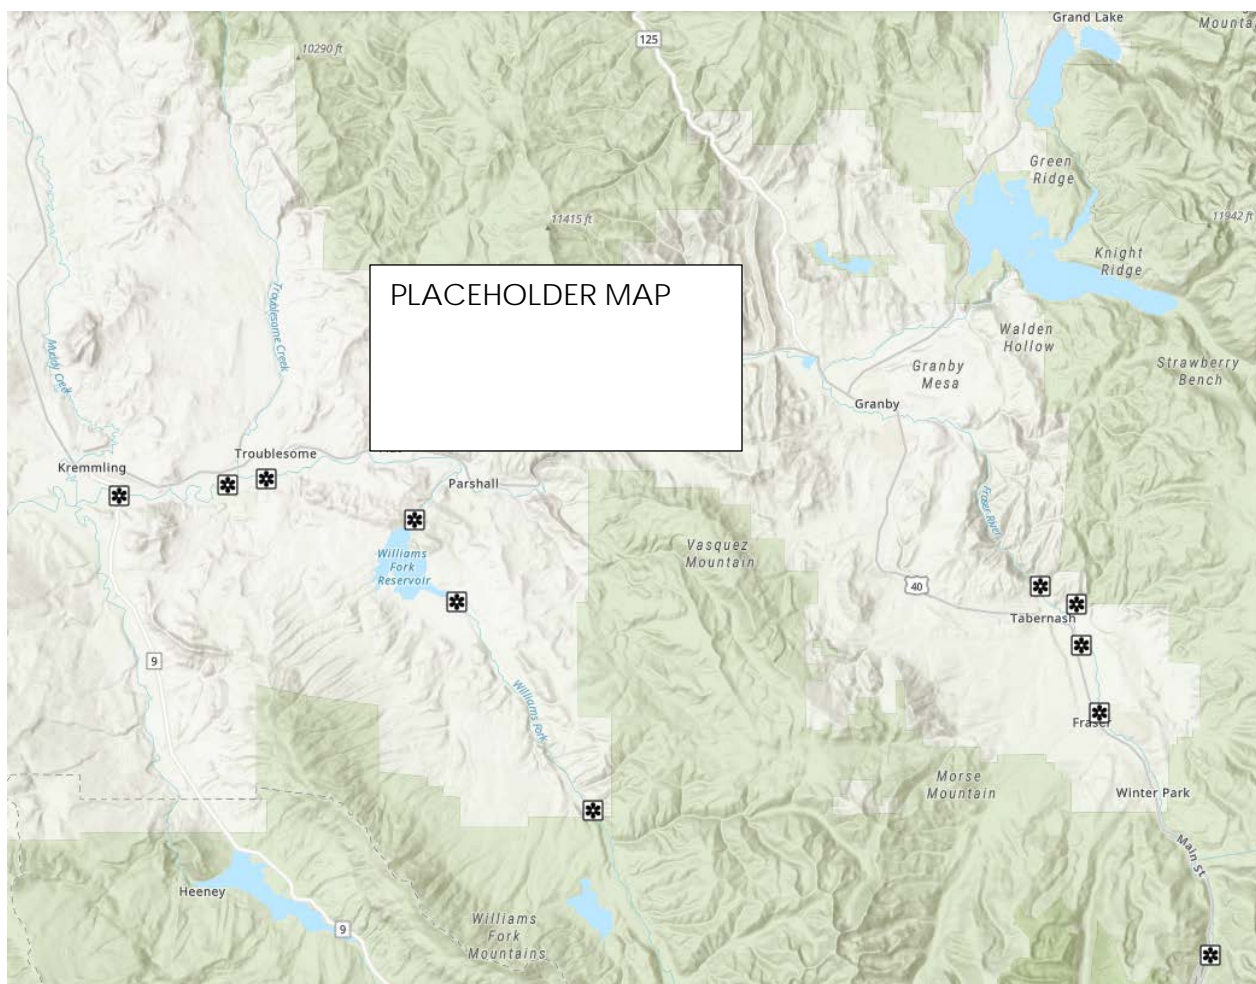 Grand Lake
125
10290 ft
Green
Ridge
11415 ft
11942 ft
Knight
Ridge
Troublesome Creek
PLACEHOLDER MAP
Walden
Hollow
Muddy Creek
Granby
Mesa
Strawberry
Bench
Granby
Troublesome
Kremmling
Parshall
Fraser River
Vasquez
Mountain
Williams
Fork
Reservoir
40
Tabernash
9
Williams Fork
Fraser
Morse
Mountain
Winter Park
Main St
Heeney
Williams
Fork
Mountains
9